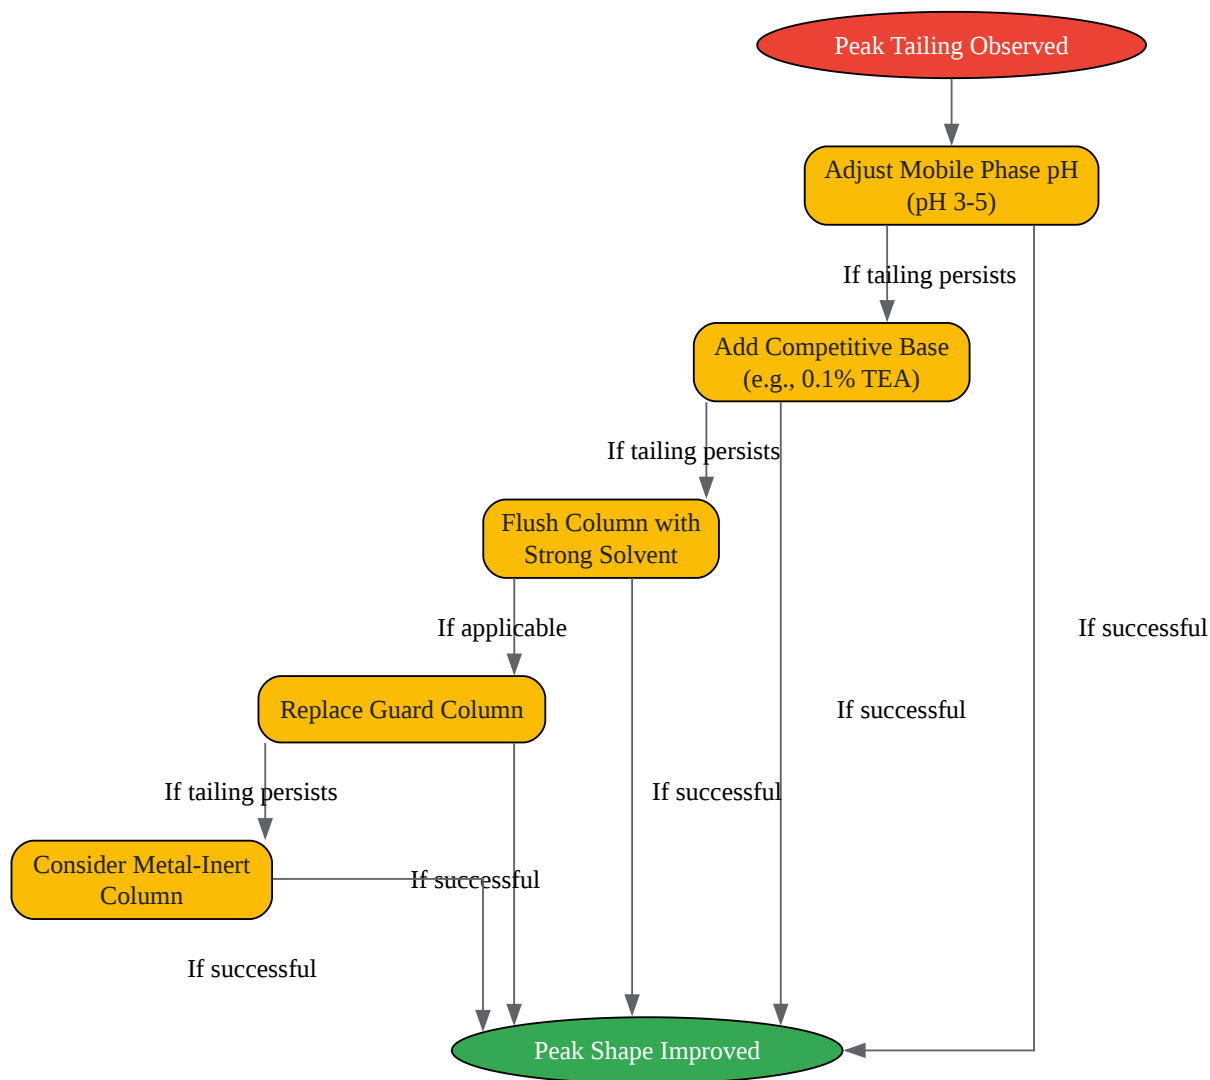 Peak Tailing Observed
Adjust Mobile Phase pH
(pH 3-5)
If tailing persists
Add Competitive Base
(e.g., 0.1% TEA)
If tailing persists
Flush Column with
Strong Solvent
If applicable
If successful
Replace Guard Column
If successful
If tailing persists
If successful
Consider Metal-Inert
Column
If successful
If successful
Peak Shape Improved